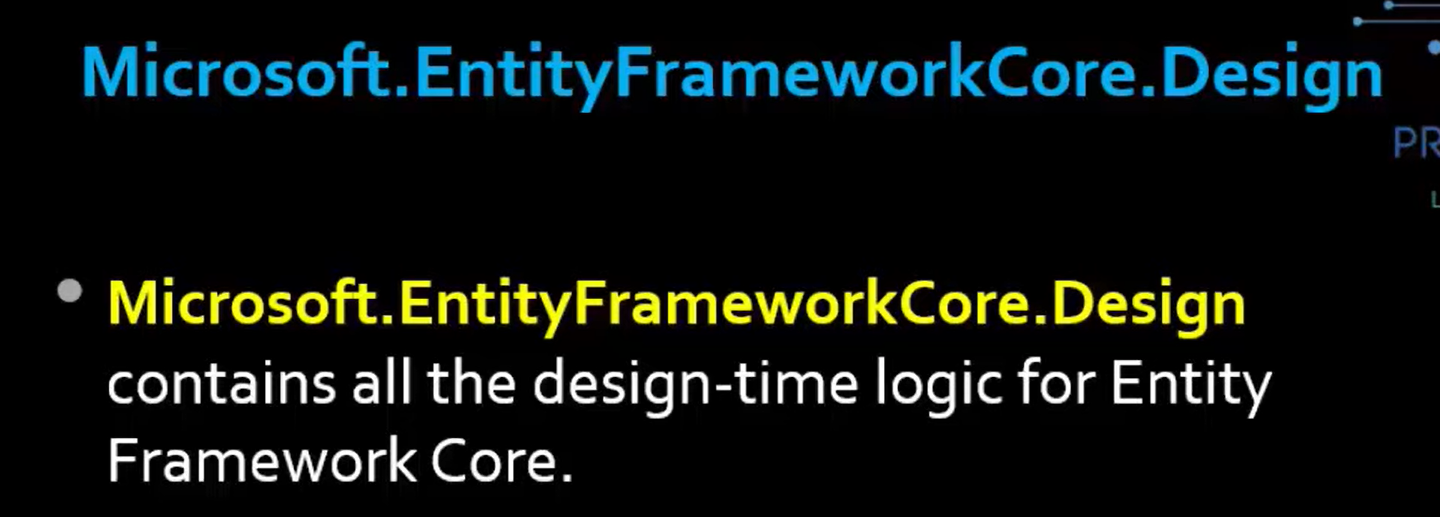 Microsoft.EntityFrameworkCore.Design
Microsoft.EntityFrameworkCore.Design
contains all the design-time logic for Entity
Framework Core.